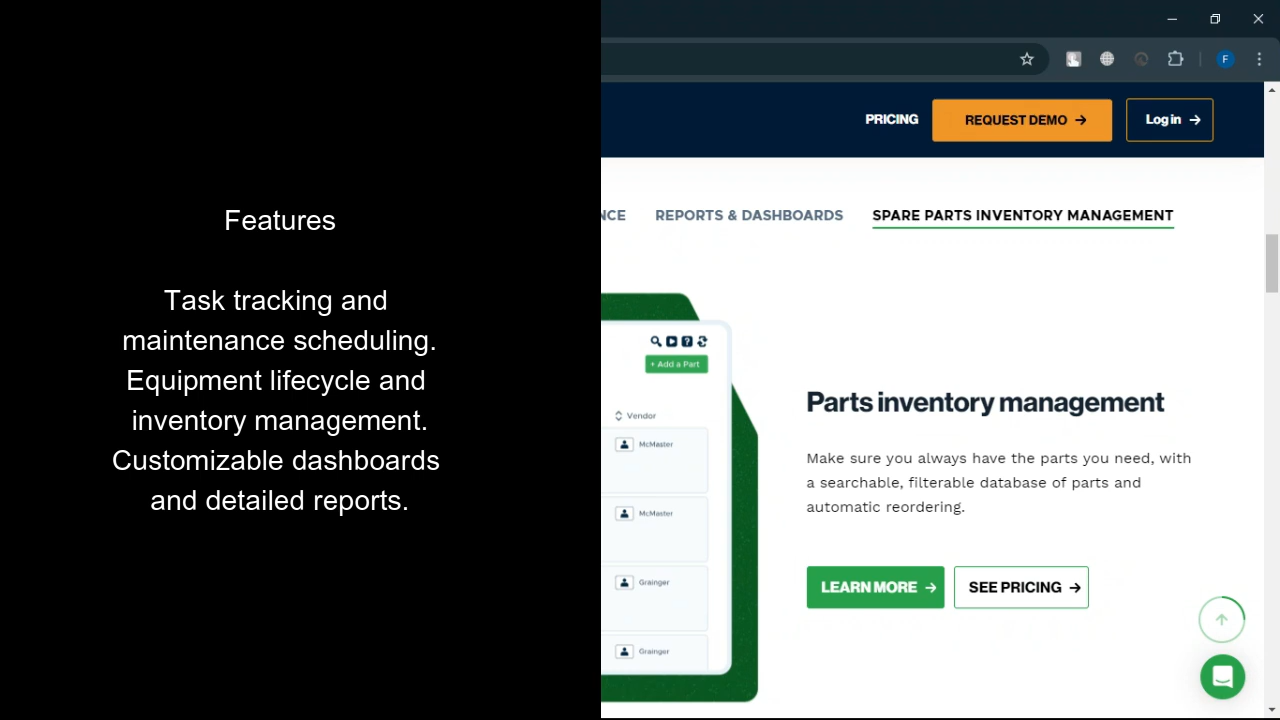 Features
Task tracking and
maintenance scheduling.
Equipment lifecycle and
inventory management.
Customizable dashboards
and detailed reports.
F
PRICING
REQUEST DEMO →
Log in →
NCE
REPORTS & DASHBOARDS
SPARE PARTS INVENTORY MANAGEMENT
+ Add a Part
Vendor
McMaster
McMaster
Grainger
Grainger
Parts inventory management
Make sure you always have the parts you need, with
a searchable, filterable database of parts and
automatic reordering.
LEARN MORE →
SEE PRICING →